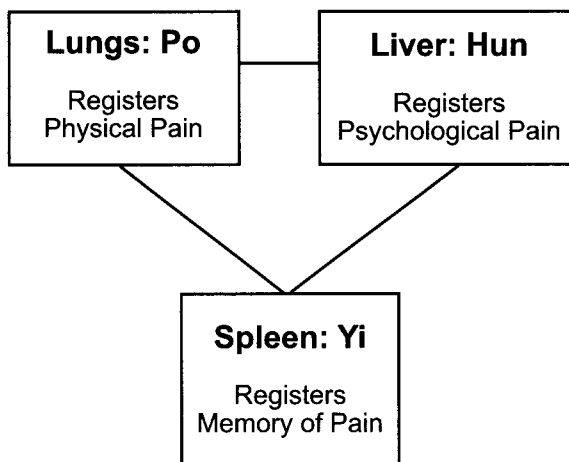 Lungs: Po
Registers
Physical Pain
Liver: Hun
Registers
Psychological Pain
Spleen: Yi
Registers
Memory of Pain